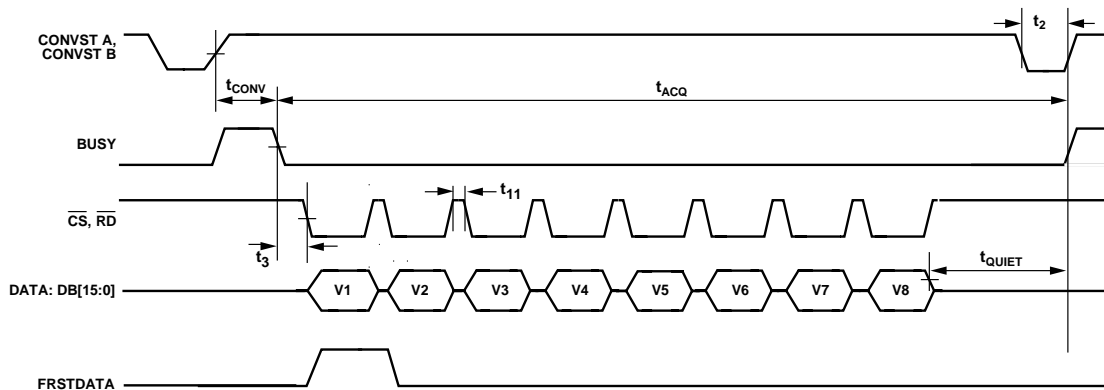 CONVST A,
CONVST B
t2
tCONV
tACQ
BUSY
t11
CS, RD
t3
tQUIET
DATA: DB[15:0]
V1 V2 V3 V4 V5 V6 V7 V8
FRSTDATA